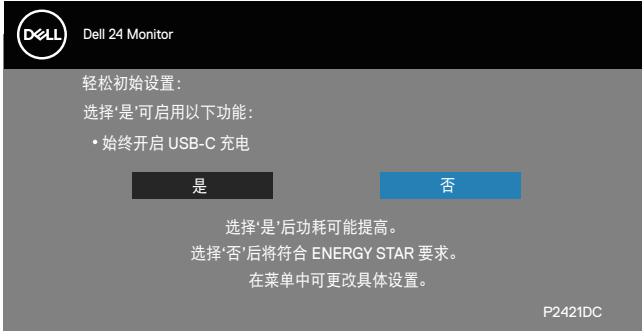 DELL
Dell 24 Monitor
轻松初始设置：
选择‘是’可启用以下功能：
• 始终开启 USB-C 充电
是 否
选择‘是’后功耗可能提高。
选择‘否’后将符合 ENERGY STAR 要求。
在菜单中可更改具体设置。
P2421DC